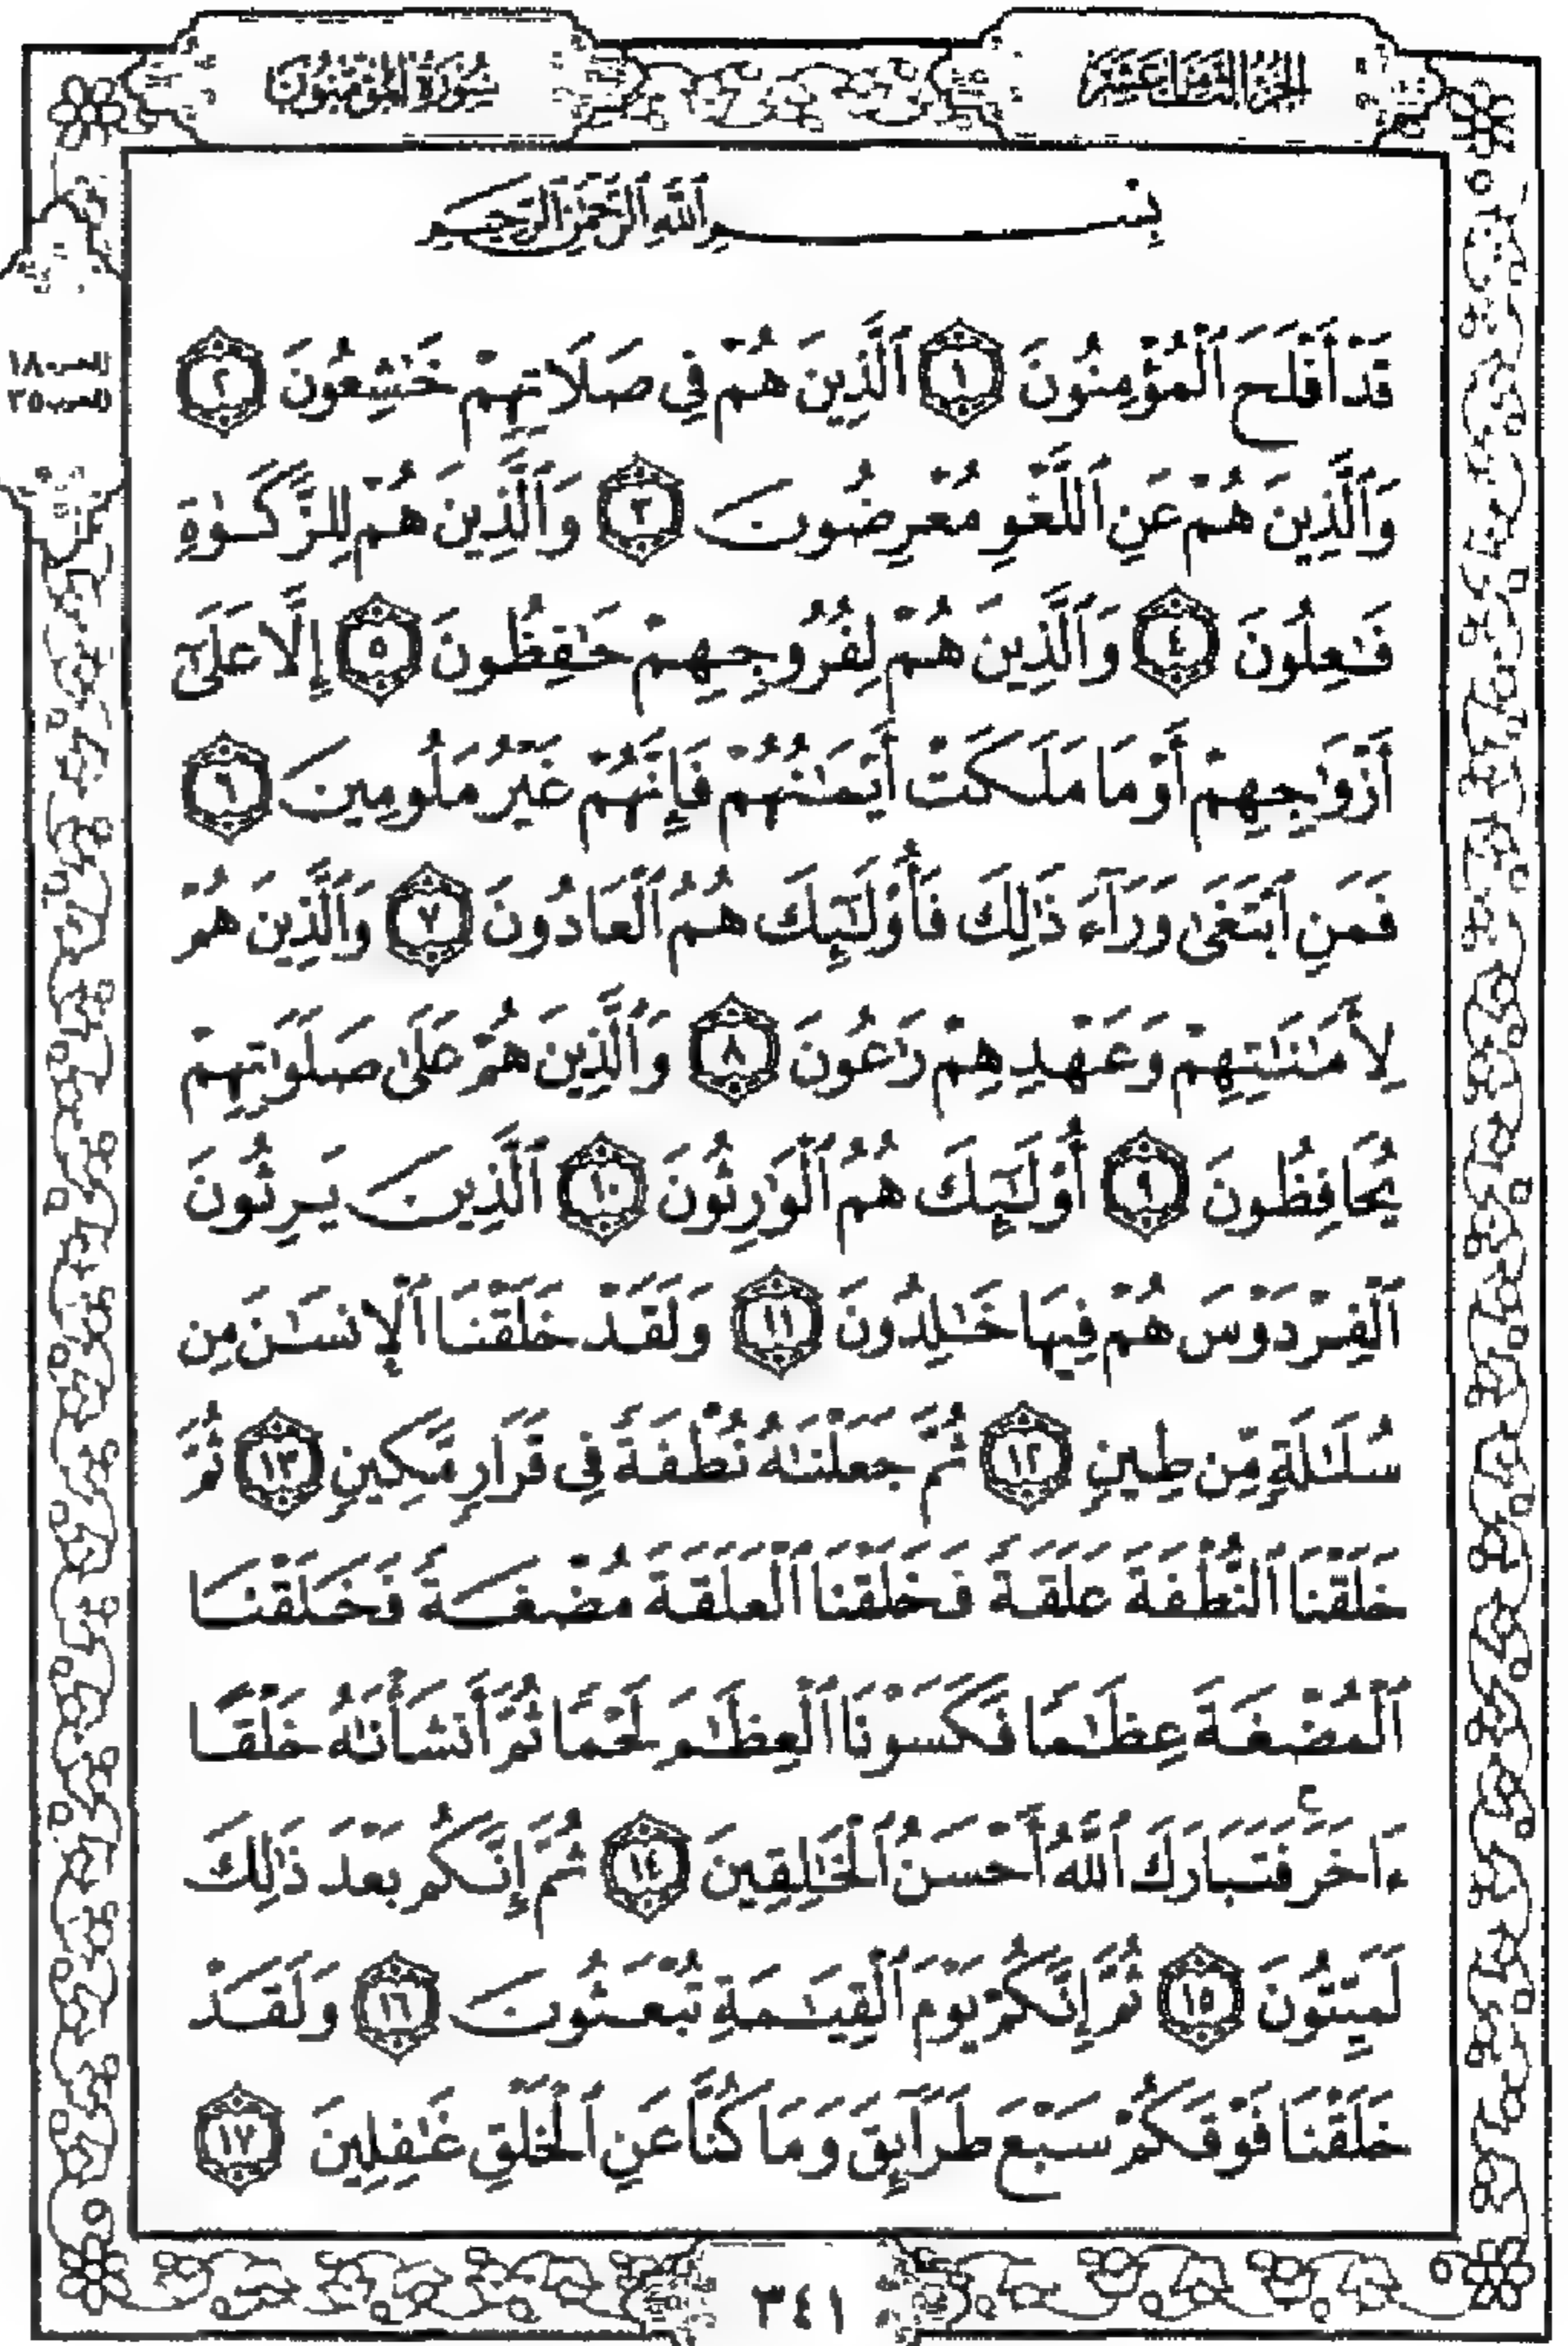 الجزء الثامن عشر
سورة المؤمنون
بِسْمِ ٱللَّهِ ٱلرَّحْمَٰنِ ٱلرَّحِيمِ
الحسن ١٨
الحزب ٣٥
قَدْ أَفْلَحَ ٱلْمُؤْمِنُونَ ١ ٱلَّذِينَ هُمْ فِي صَلَاتِهِمْ خَٰشِعُونَ ٢
وَٱلَّذِينَ هُمْ عَنِ ٱللَّغْوِ مُعْرِضُونَ ٣ وَٱلَّذِينَ هُمْ لِلزَّكَوٰةِ
فَٰعِلُونَ ٤ وَٱلَّذِينَ هُمْ لِفُرُوجِهِمْ حَٰفِظُونَ ٥ إِلَّا عَلَىٰٓ
أَزْوَٰجِهِمْ أَوْ مَا مَلَكَتْ أَيْمَٰنُهُمْ فَإِنَّهُمْ غَيْرُ مَلُومِينَ ٦
فَمَنِ ٱبْتَغَىٰ وَرَآءَ ذَٰلِكَ فَأُو۟لَٰٓئِكَ هُمُ ٱلْعَادُونَ ٧ وَٱلَّذِينَ هُمْ
لِأَمَٰنَٰتِهِمْ وَعَهْدِهِمْ رَٰعُونَ ٨ وَٱلَّذِينَ هُمْ عَلَىٰ صَلَوَٰتِهِمْ
يُحَافِظُونَ ٩ أُو۟لَٰٓئِكَ هُمُ ٱلْوَٰرِثُونَ ١٠ ٱلَّذِينَ يَرِثُونَ
ٱلْفِرْدَوْسَ هُمْ فِيهَا خَٰلِدُونَ ١١ وَلَقَدْ خَلَقْنَا ٱلْإِنسَٰنَ مِن
سُلَٰلَةٍ مِّن طِينٍ ١٢ ثُمَّ جَعَلْنَٰهُ نُطْفَةً فِي قَرَارٍ مَّكِينٍ ١٣ ثُمَّ
خَلَقْنَا ٱلنُّطْفَةَ عَلَقَةً فَخَلَقْنَا ٱلْعَلَقَةَ مُضْغَةً فَخَلَقْنَا
ٱلْمُضْغَةَ عِظَٰمًا فَكَسَوْنَا ٱلْعِظَٰمَ لَحْمًا ثُمَّ أَنشَأْنَٰهُ خَلْقًا
ءَاخَرَ ۚ فَتَبَارَكَ ٱللَّهُ أَحْسَنُ ٱلْخَٰلِقِينَ ١٤ ثُمَّ إِنَّكُم بَعْدَ ذَٰلِكَ
لَمَيِّتُونَ ١٥ ثُمَّ إِنَّكُمْ يَوْمَ ٱلْقِيَٰمَةِ تُبْعَثُونَ ١٦ وَلَقَدْ
خَلَقْنَا فَوْقَكُمْ سَبْعَ طَرَآئِقَ وَمَا كُنَّا عَنِ ٱلْخَلْقِ غَٰفِلِينَ ١٧
٣٤١